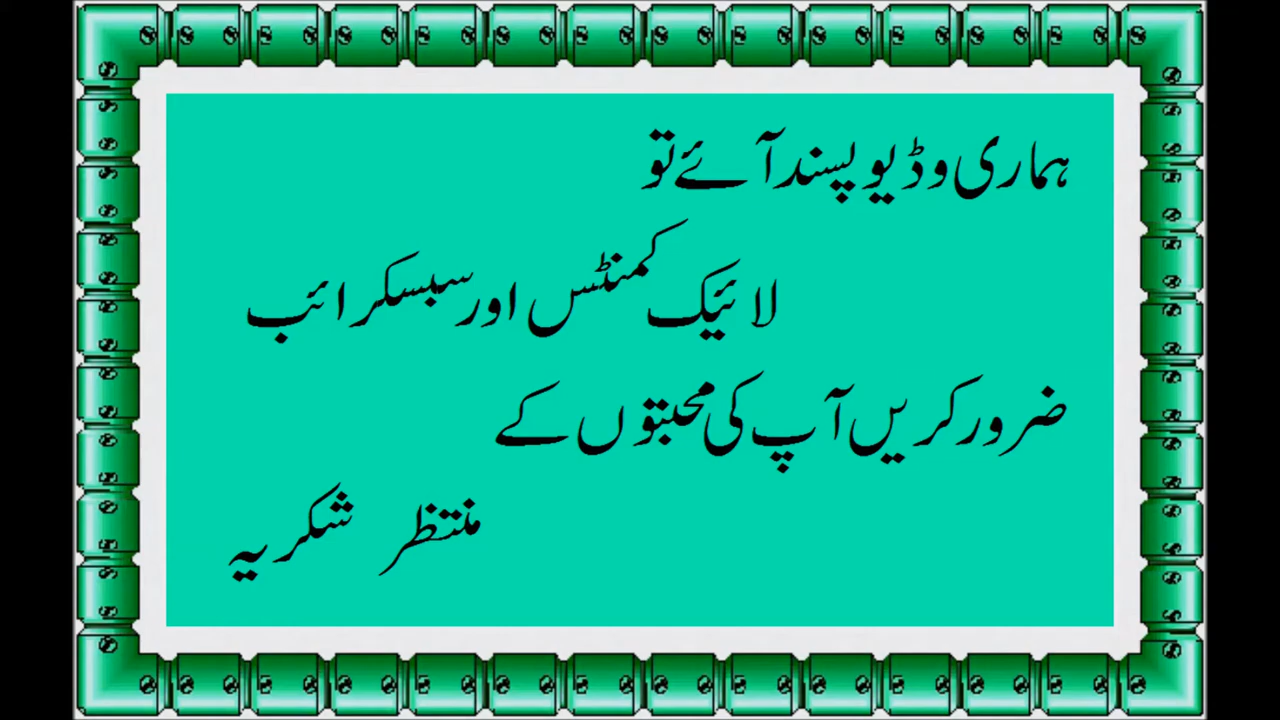 ہماری وڈیو پسند آئے تو
لائیک کمنٹس اور سبسکرائب
ضرور کریں آپ کی محبتوں کے
منتظر شکریہ